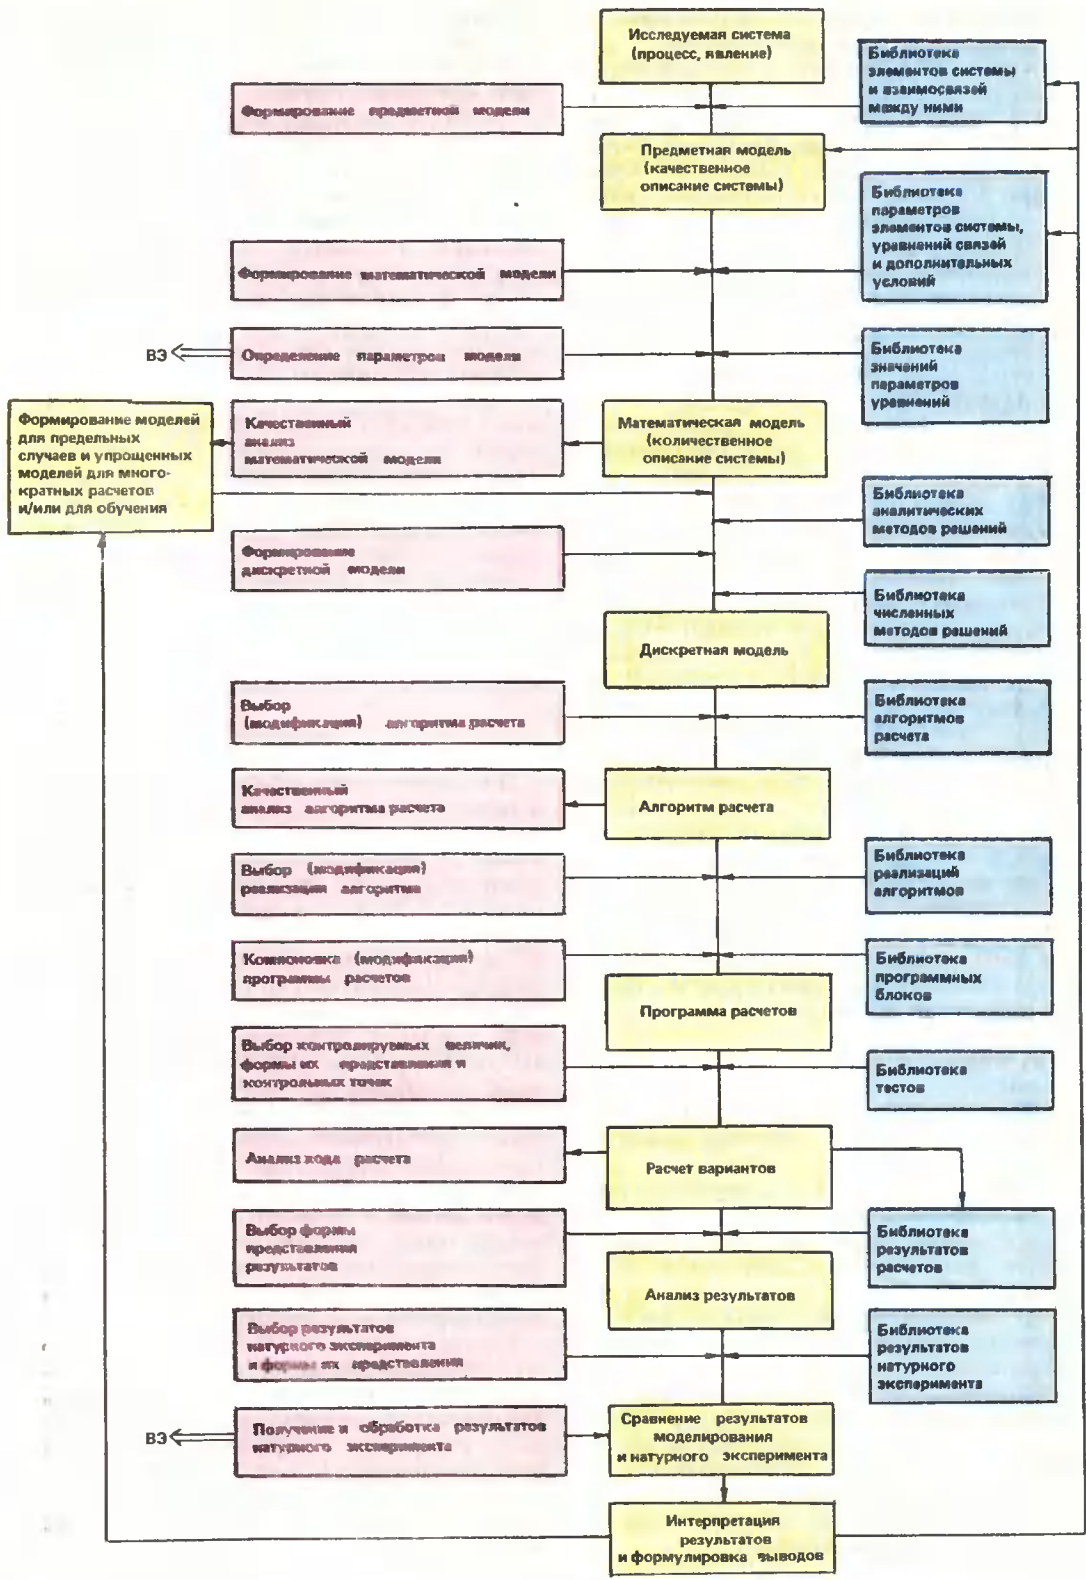 Исследуемая система
(процесс, явление)
Библиотека
элементов системы
и взаимосвязей
между ними
Формирование предметной модели
Предметная модель
(качественное
описание системы)
Библиотека
параметров
элементов системы,
уравнений связей
и дополнительных
условий
Формирование математической модели
ВЭ
Определение параметров модели
Библиотека
значений
параметров
уравнений
Формирование моделей
для предельных
случаев и упрощенных
моделей для много-
кратных расчетов
и/или для обучения
Качественный
анализ
математической модели
Математическая модель
(количественное
описание системы)
Библиотека
аналитических
методов решений
Формирование
дискретной модели
Библиотека
численных
методов решений
Дискретная модель
Выбор
(модификация) алгоритма расчета
Библиотека
алгоритмов
расчета
Качественный
анализ алгоритма расчета
Алгоритм расчета
Выбор (модификация)
реализации алгоритма
Библиотека
реализаций
алгоритмов
Компоновка (модификация)
программы расчетов
Библиотека
программных
блоков
Программа расчетов
Выбор контролируемых величин,
формы их представления и
контрольных точек
Библиотека
тестов
Анализ хода расчета
Расчет вариантов
Выбор формы
представления
результатов
Библиотека
результатов
расчетов
Анализ результатов
Выбор результатов
натурного эксперимента
и формы их представления
Библиотека
результатов
натурного
эксперимента
ВЭ
Получение и обработка результатов
натурного эксперимента
Сравнение результатов
моделирования
и натурного эксперимента
Интерпретация
результатов
и формулировка выводов